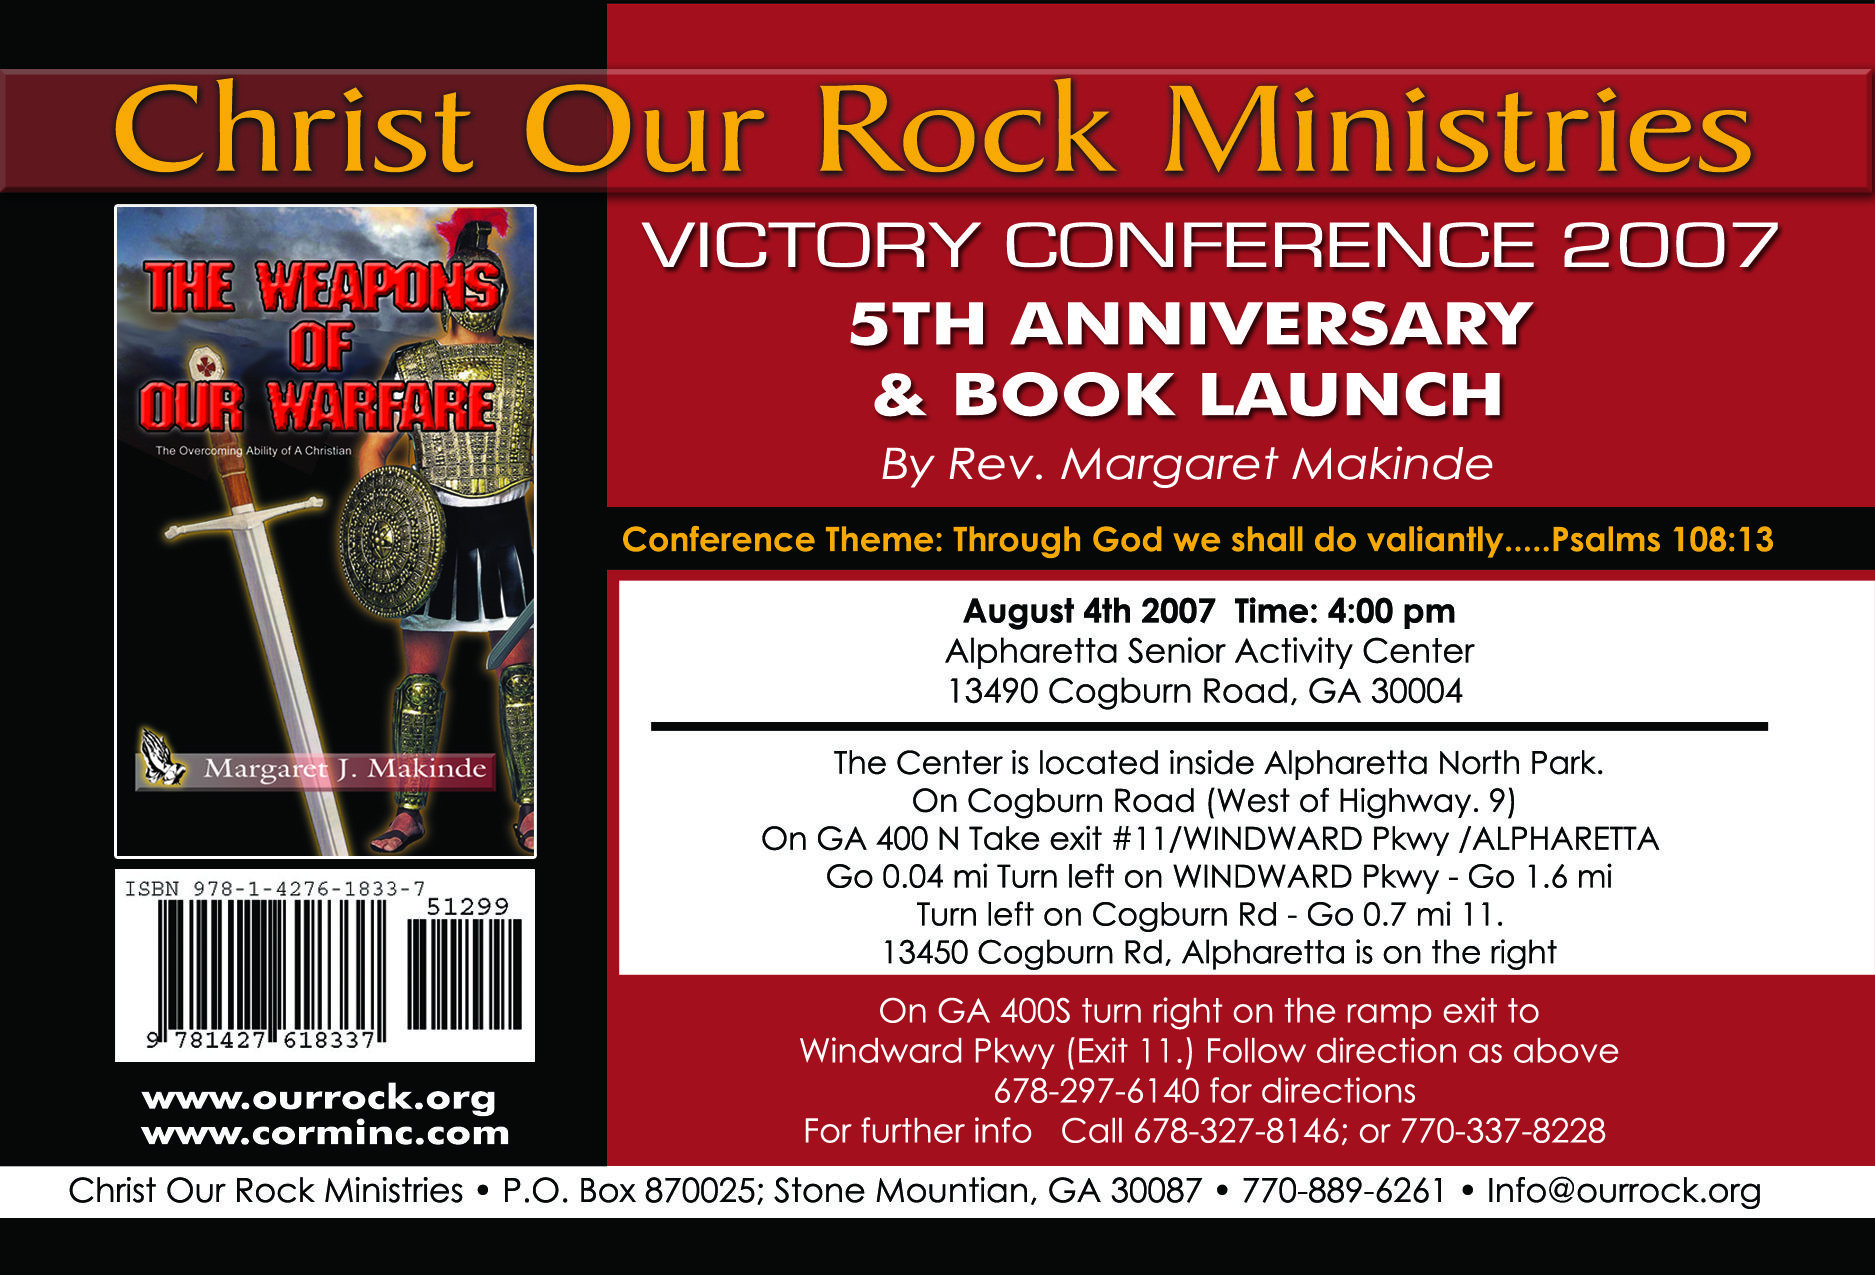 Christ Our Rock Ministries
THE WEAPONS
OF
OUR WARFARE
The Overcoming Ability of A Christian
Margaret J. Makinde
ISBN 978-1-4276-1833-7
51299
9 781427 618337
www.ourrock.org
www.corminc.com
VICTORY CONFERENCE 2007
5TH ANNIVERSARY
& BOOK LAUNCH
By Rev. Margaret Makinde
Conference Theme: Through God we shall do valiantly.....Psalms 108:13
August 4th 2007  Time: 4:00 pm
Alpharetta Senior Activity Center
13490 Cogburn Road, GA 30004
The Center is located inside Alpharetta North Park.
On Cogburn Road (West of Highway. 9)
On GA 400 N Take exit #11/WINDWARD Pkwy /ALPHARETTA
Go 0.04 mi Turn left on WINDWARD Pkwy - Go 1.6 mi
Turn left on Cogburn Rd - Go 0.7 mi 11.
13450 Cogburn Rd, Alpharetta is on the right
On GA 400S turn right on the ramp exit to
Windward Pkwy (Exit 11.) Follow direction as above
678-297-6140 for directions
For further info   Call 678-327-8146; or 770-337-8228
Christ Our Rock Ministries • P.O. Box 870025; Stone Mountian, GA 30087 • 770-889-6261 • Info@ourrock.org